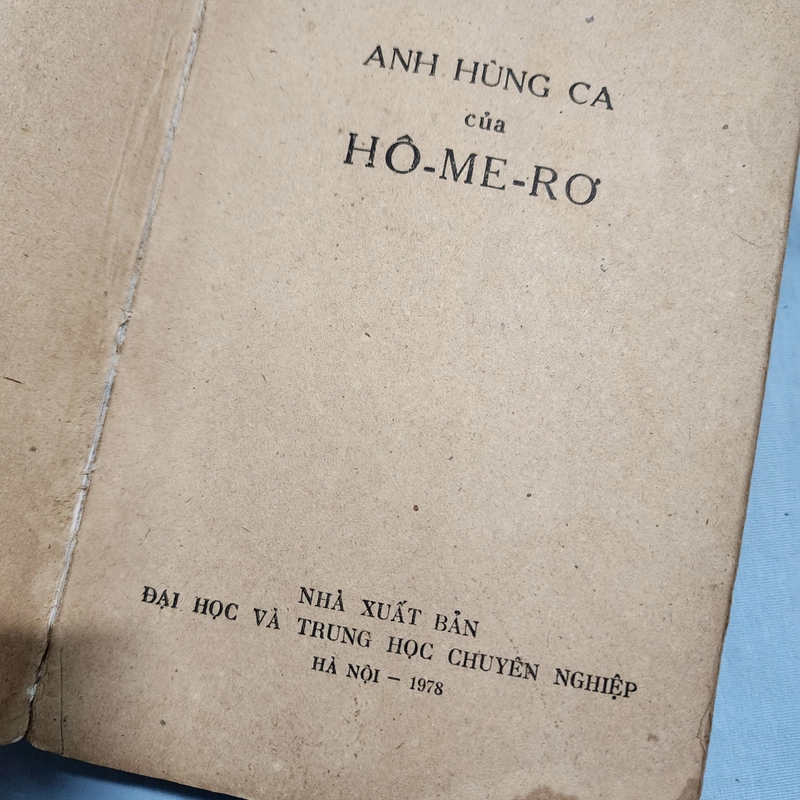 ANH HÙNG CA
của
HÔ-ME-RƠ
NHÀ XUẤT BẢN
ĐẠI HỌC VÀ TRUNG HỌC CHUYÊN NGHIỆP
HÀ NỘI – 1978